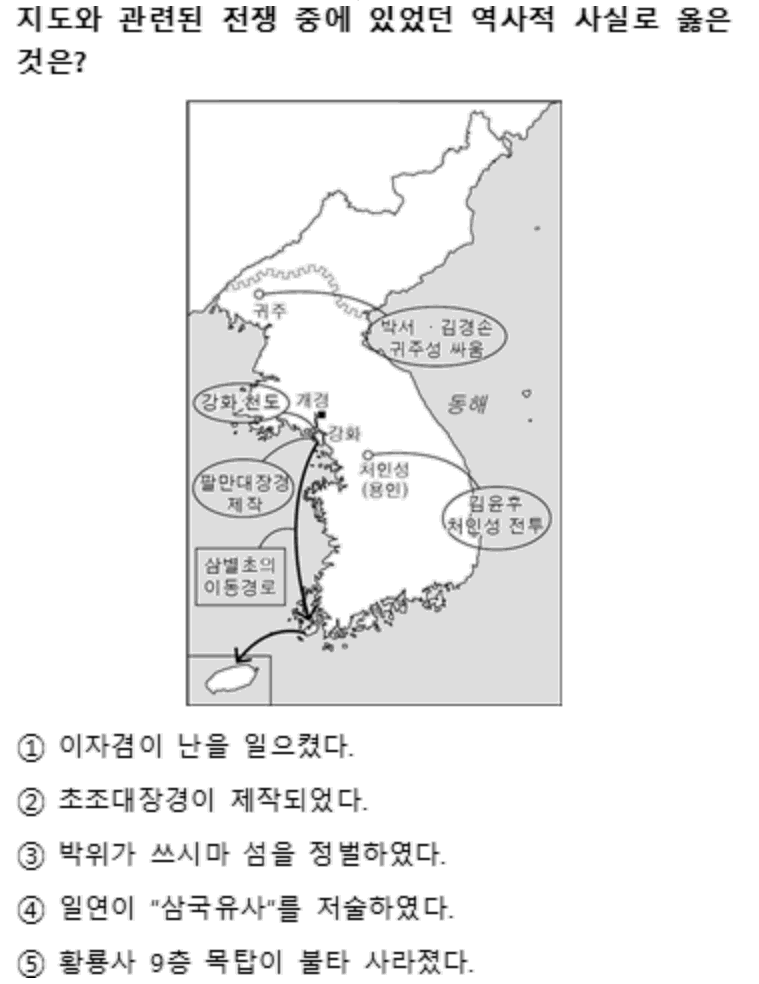 지도와 관련된 전쟁 중에 있었던 역사적 사실로 옳은
것은?
귀주
박서 · 김경손
귀주성 싸움
강화 천도
개경
강화
동해
처인성
(용인)
팔만대장경
제작
김윤후
처인성 전투
삼별초의
이동경로
① 이자겸이 난을 일으켰다.
② 초조대장경이 제작되었다.
③ 박위가 쓰시마 섬을 정벌하였다.
④ 일연이 "삼국유사"를 저술하였다.
⑤ 황룡사 9층 목탑이 불타 사라졌다.